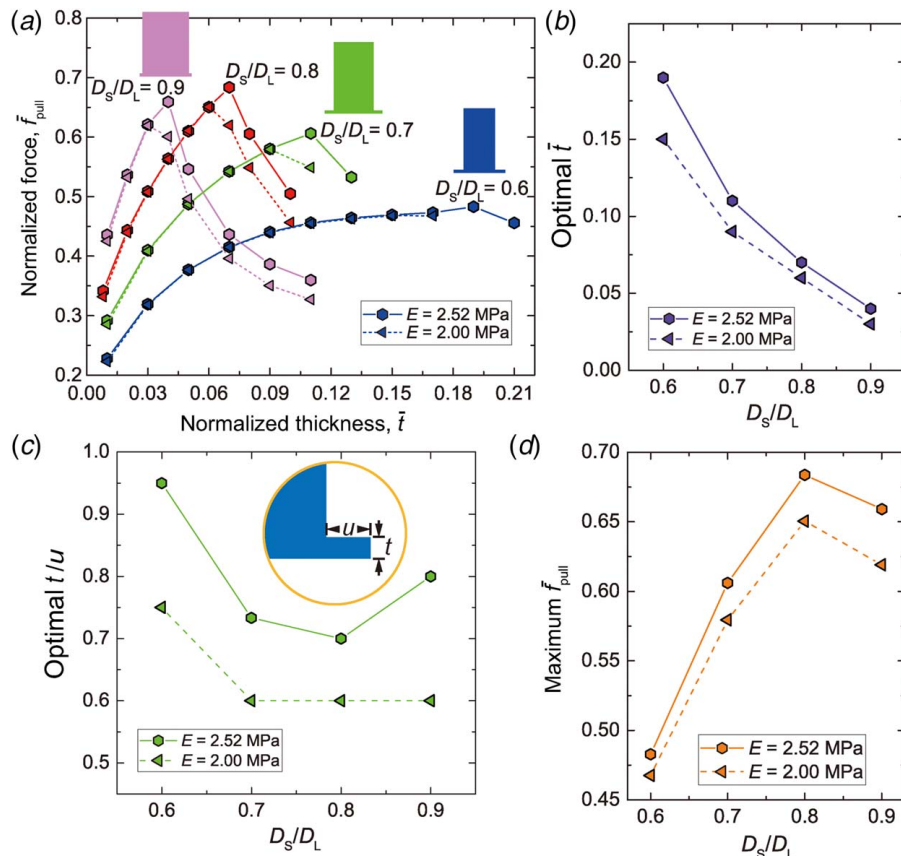 (a)
0.8
0.7
0.6
0.5
0.4
0.3
0.2
Normalized force, f̄pull
DS/DL = 0.9
DS/DL = 0.8
DS/DL = 0.7
DS/DL = 0.6
E = 2.52 MPa
E = 2.00 MPa
0.00 0.03 0.06 0.09 0.12 0.15 0.18 0.21
Normalized thickness, t̄
(b)
0.20
0.15
0.10
0.05
0.00
Optimal t̄
E = 2.52 MPa
E = 2.00 MPa
0.6 0.7 0.8 0.9
DS/DL
(c)
1.0
0.9
0.8
0.7
0.6
0.5
Optimal t/u
u
t
E = 2.52 MPa
E = 2.00 MPa
0.6 0.7 0.8 0.9
DS/DL
(d)
0.70
0.65
0.60
0.55
0.50
0.45
Maximum f̄pull
E = 2.52 MPa
E = 2.00 MPa
0.6 0.7 0.8 0.9
DS/DL